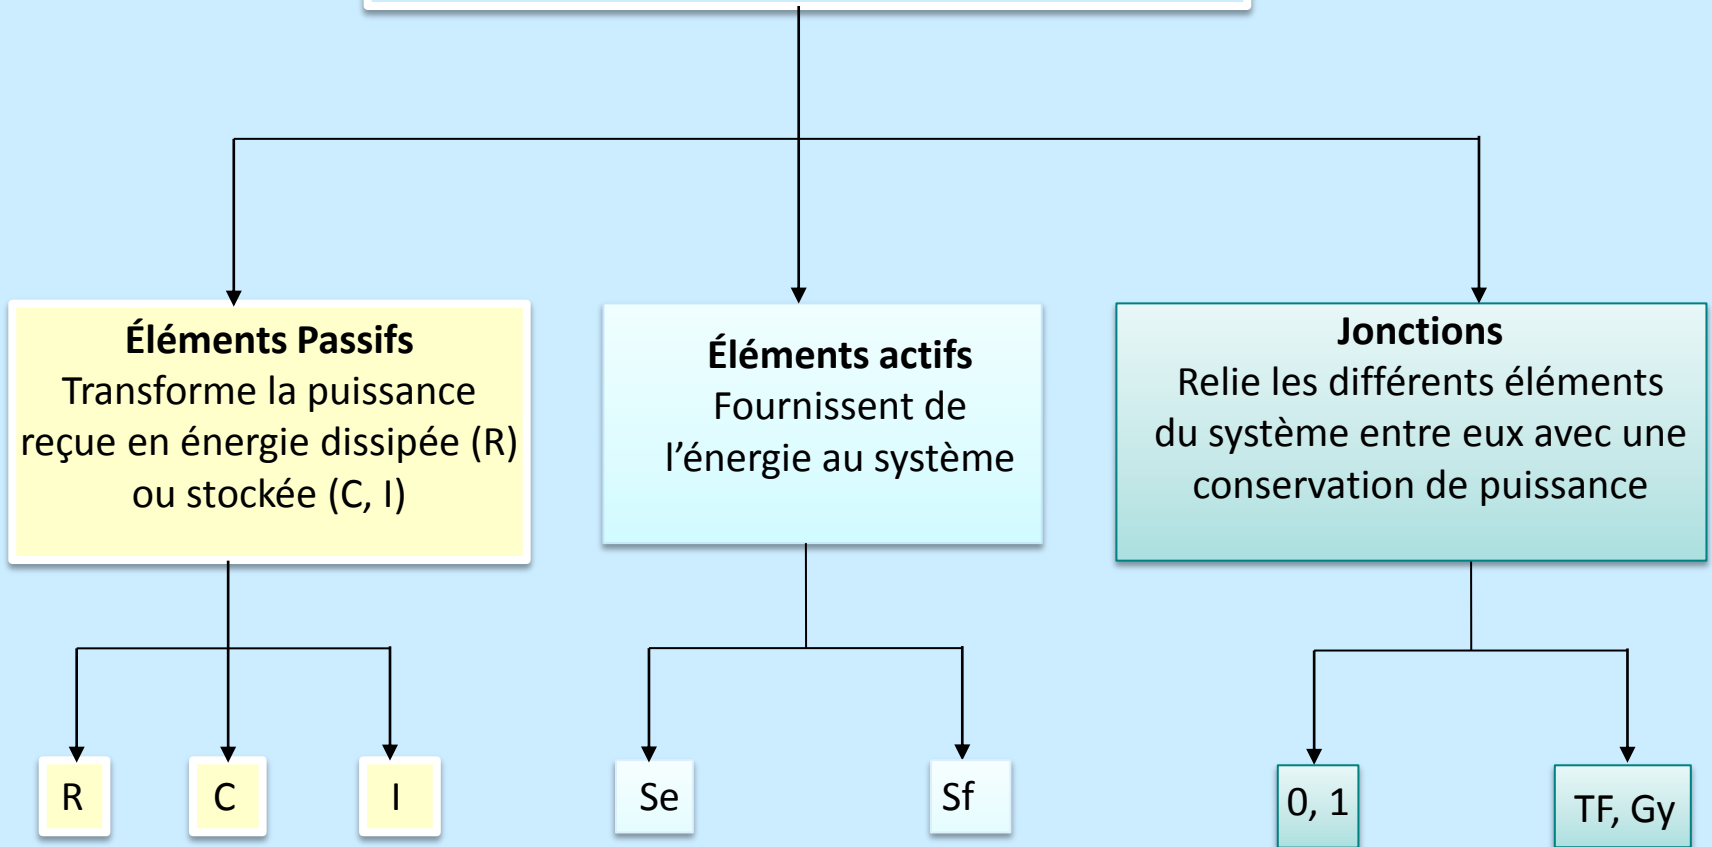 Éléments Passifs
Transforme la puissance
reçue en énergie dissipée (R)
ou stockée (C, I)
Éléments actifs
Fournissent de
l’énergie au système
Jonctions
Relie les différents éléments
du système entre eux avec une
conservation de puissance
R
C
I
Se
Sf
0, 1
TF, Gy